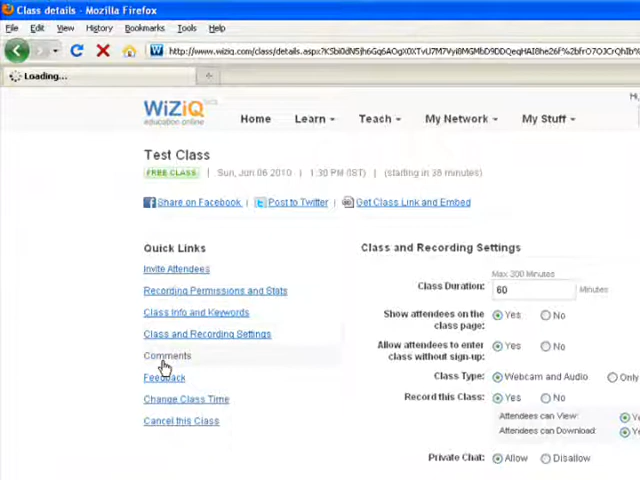 Class details - Mozilla Firefox
File Edit View History Bookmarks Tools Help
Loading...
WiZiQ beta
education online
Home Learn Teach My Network My Stuff
Test Class
FREE CLASS | Sun, Jun 06 2010 | 1:30 PM (IST) | (starting in 38 minutes)
Share on Facebook | Post to Twitter | Get Class Link and Embed
Quick Links
Invite Attendees
Recording Permissions and Stats
Class Info and Keywords
Class and Recording Settings
Comments
Feedback
Change Class Time
Cancel this Class
Class and Recording Settings
Max 300 Minutes
Class Duration: 60 Minutes
Show attendees on the class page: Yes No
Allow attendees to enter class without sign-up: Yes No
Class Type: Webcam and Audio Only
Record this Class: Yes No
Attendees can View: Y
Attendees can Download: Y
Private Chat: Allow Disallow